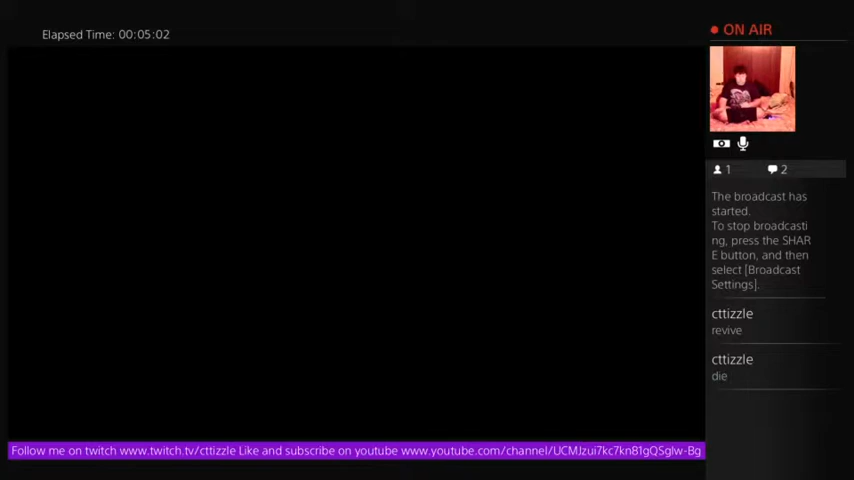 Elapsed Time: 00:05:02
ON AIR
1
2
The broadcast has
started.
To stop broadcasti
ng, press the SHAR
E button, and then
select [Broadcast
Settings].
cttizzle
revive
cttizzle
die
Follow me on twitch www.twitch.tv/cttizzle Like and subscribe on youtube www.youtube.com/channel/UCMJzui7kc7kn81gQSglw-Bg